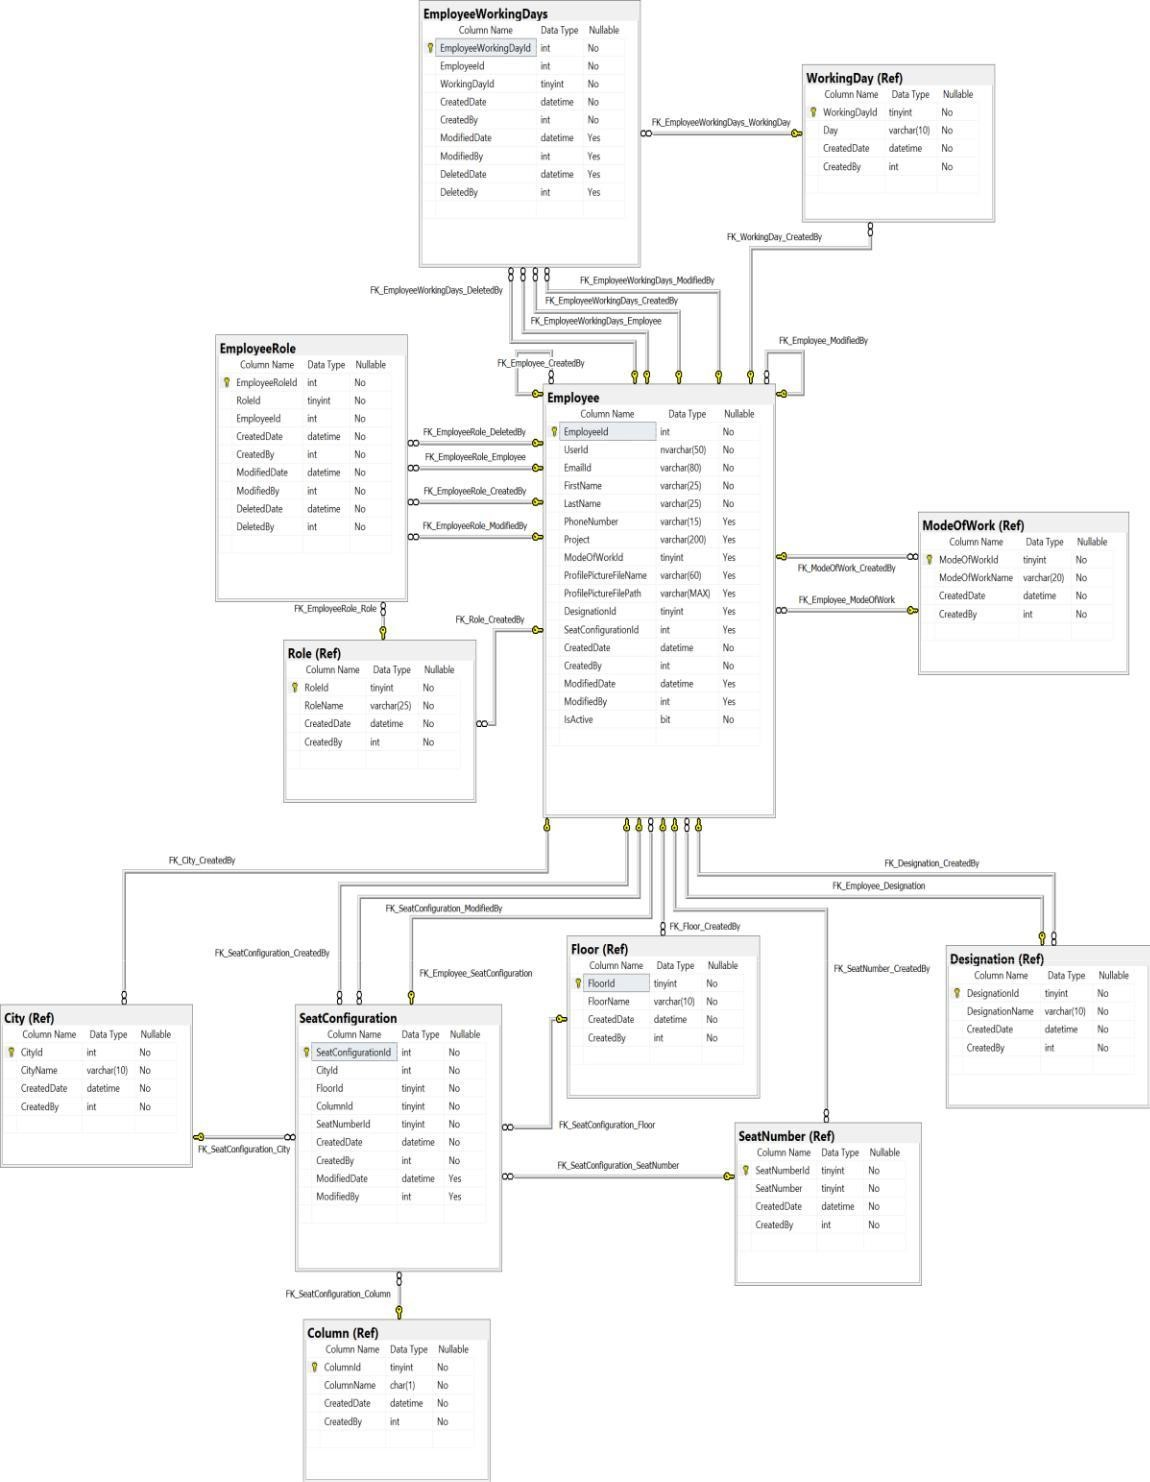 EmployeeWorkingDays
Column Name Data Type Nullable
EmployeeWorkingDayId int No
EmployeeId int No
WorkingDayId tinyint No
CreatedDate datetime No
CreatedBy int No
ModifiedDate datetime Yes
ModifiedBy int Yes
DeletedDate datetime Yes
DeletedBy int Yes
FK_EmployeeWorkingDays_WorkingDay
WorkingDay (Ref)
Column Name Data Type Nullable
WorkingDayId tinyint No
Day varchar(10) No
CreatedDate datetime No
CreatedBy int No
FK_WorkingDay_CreatedBy
FK_EmployeeWorkingDays_DeletedBy
FK_EmployeeWorkingDays_ModifiedBy
FK_EmployeeWorkingDays_CreatedBy
FK_EmployeeWorkingDays_Employee
FK_Employee_CreatedBy
FK_Employee_ModifiedBy
EmployeeRole
Column Name Data Type Nullable
EmployeeRoleId int No
RoleId tinyint No
EmployeeId int No
CreatedDate datetime No
CreatedBy int No
ModifiedDate datetime No
ModifiedBy int No
DeletedDate datetime No
DeletedBy int No
FK_EmployeeRole_DeletedBy
FK_EmployeeRole_Employee
FK_EmployeeRole_CreatedBy
FK_EmployeeRole_ModifiedBy
FK_EmployeeRole_Role
FK_Role_CreatedBy
Employee
Column Name Data Type Nullable
EmployeeId int No
UserId nvarchar(50) No
EmailId varchar(80) No
FirstName varchar(25) No
LastName varchar(25) No
PhoneNumber varchar(15) Yes
Project varchar(200) Yes
ModeOfWorkId tinyint Yes
ProfilePictureFileName varchar(60) Yes
ProfilePictureFilePath varchar(MAX) Yes
DesignationId tinyint Yes
SeatConfigurationId int Yes
CreatedDate datetime No
CreatedBy int No
ModifiedDate datetime Yes
ModifiedBy int Yes
IsActive bit No
ModeOfWork (Ref)
Column Name Data Type Nullable
ModeOfWorkId tinyint No
ModeOfWorkName varchar(20) No
CreatedDate datetime No
CreatedBy int No
FK_ModeOfWork_CreatedBy
FK_Employee_ModeOfWork
Role (Ref)
Column Name Data Type Nullable
RoleId tinyint No
RoleName varchar(25) No
CreatedDate datetime No
CreatedBy int No
FK_City_CreatedBy
FK_Designation_CreatedBy
FK_Employee_Designation
FK_SeatConfiguration_ModifiedBy
FK_SeatConfiguration_CreatedBy
FK_Floor_CreatedBy
FK_Employee_SeatConfiguration
FK_SeatNumber_CreatedBy
Floor (Ref)
Column Name Data Type Nullable
FloorId tinyint No
FloorName varchar(10) No
CreatedDate datetime No
CreatedBy int No
Designation (Ref)
Column Name Data Type Nullable
DesignationId tinyint No
DesignationName varchar(10) No
CreatedDate datetime No
CreatedBy int No
City (Ref)
Column Name Data Type Nullable
CityId int No
CityName varchar(10) No
CreatedDate datetime No
CreatedBy int No
FK_SeatConfiguration_City
SeatConfiguration
Column Name Data Type Nullable
SeatConfigurationId int No
CityId int No
FloorId tinyint No
ColumnId tinyint No
SeatNumberId tinyint No
CreatedDate datetime No
CreatedBy int No
ModifiedDate datetime Yes
ModifiedBy int Yes
FK_SeatConfiguration_Floor
FK_SeatConfiguration_SeatNumber
SeatNumber (Ref)
Column Name Data Type Nullable
SeatNumberId tinyint No
SeatNumber tinyint No
CreatedDate datetime No
CreatedBy int No
FK_SeatConfiguration_Column
Column (Ref)
Column Name Data Type Nullable
ColumnId tinyint No
ColumnName char(1) No
CreatedDate datetime No
CreatedBy int No